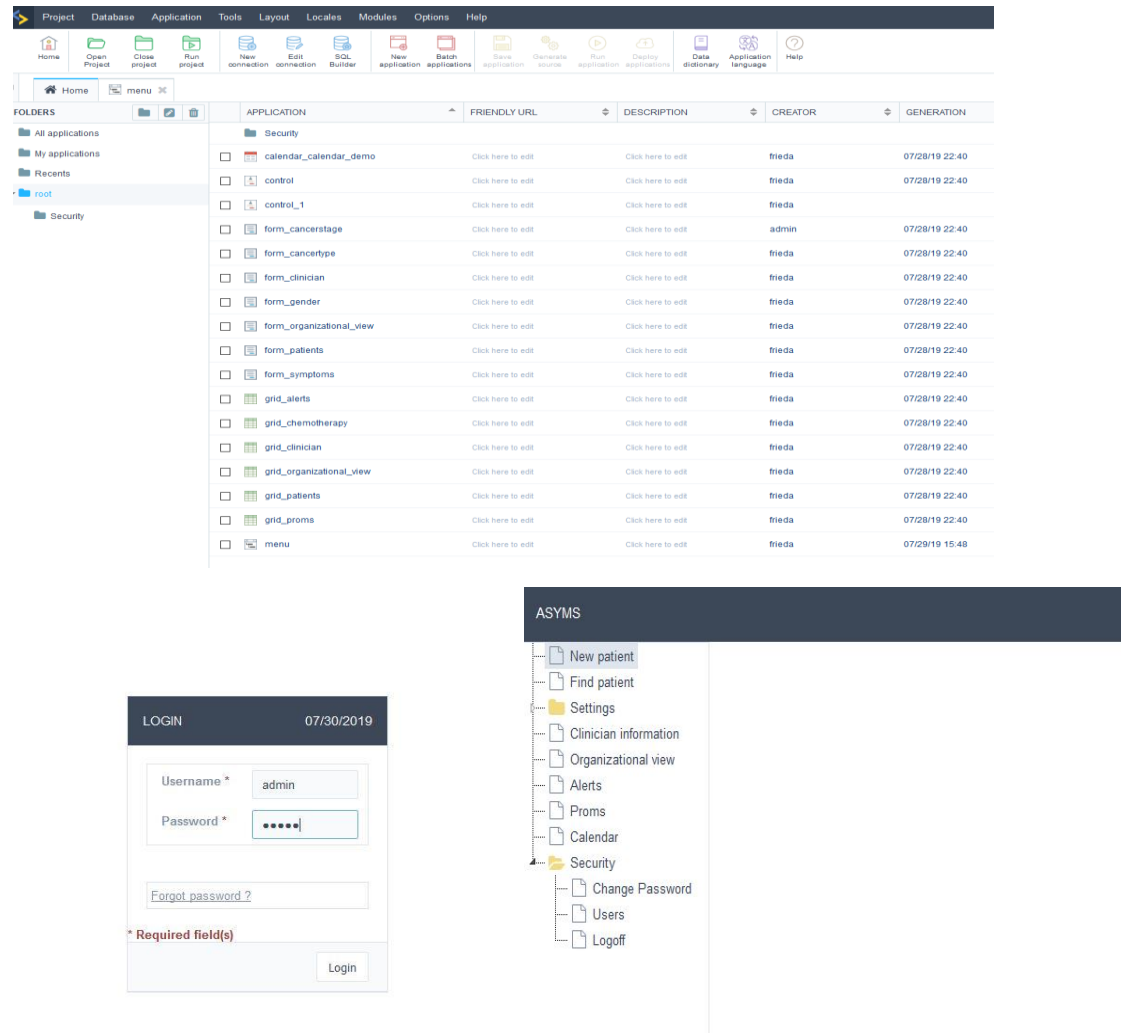 Project Database Application Tools Layout Locales Modules Options Help
Home Open Project Close project Run project New connection Edit connection SQL Builder New application Batch applications Save application Generate source Run application Deploy applications Data dictionary Application language Help
Home menu
FOLDERS APPLICATION FRIENDLY URL DESCRIPTION CREATOR GENERATION
All applications Security
My applications calendar_calendar_demo Click here to edit Click here to edit frieda 07/28/19 22:40
Recents control Click here to edit Click here to edit frieda 07/28/19 22:40
root control_1 Click here to edit Click here to edit frieda
Security form_cancerstage Click here to edit Click here to edit admin 07/28/19 22:40
form_cancertype Click here to edit Click here to edit frieda 07/28/19 22:40
form_clinician Click here to edit Click here to edit frieda 07/28/19 22:40
form_gender Click here to edit Click here to edit frieda 07/28/19 22:40
form_organizational_view Click here to edit Click here to edit frieda 07/28/19 22:40
form_patients Click here to edit Click here to edit frieda 07/28/19 22:40
form_symptoms Click here to edit Click here to edit frieda 07/28/19 22:40
grid_alerts Click here to edit Click here to edit frieda 07/28/19 22:40
grid_chemotherapy Click here to edit Click here to edit frieda 07/28/19 22:40
grid_clinician Click here to edit Click here to edit frieda 07/28/19 22:40
grid_organizational_view Click here to edit Click here to edit frieda 07/28/19 22:40
grid_patients Click here to edit Click here to edit frieda 07/28/19 22:40
grid_proms Click here to edit Click here to edit frieda 07/28/19 22:40
menu Click here to edit Click here to edit frieda 07/29/19 15:48
LOGIN 07/30/2019
Username * admin
Password * •••••
Forgot password ?
* Required field(s)
Login
ASYMS
New patient
Find patient
Settings
Clinician information
Organizational view
Alerts
Proms
Calendar
Security
Change Password
Users
Logoff